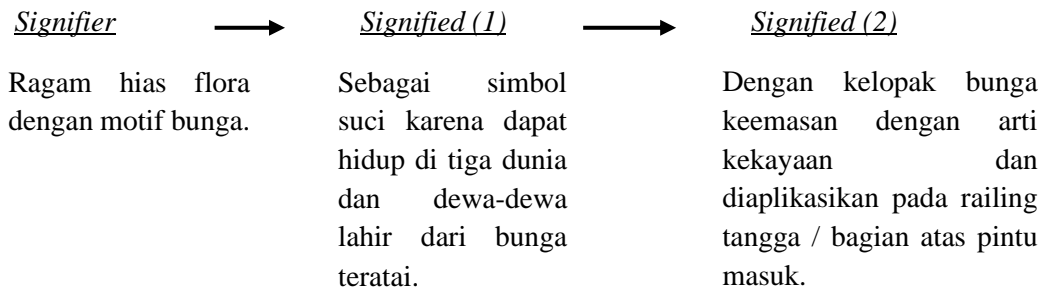 Signifier
Signified (1)
Signified (2)
Ragam hias flora
dengan motif bunga.
Sebagai simbol
suci karena dapat
hidup di tiga dunia
dan dewa-dewa
lahir dari bunga
teratai.
Dengan kelopak bunga
keemasan dengan arti
kekayaan dan
diaplikasikan pada railing
tangga / bagian atas pintu
masuk.